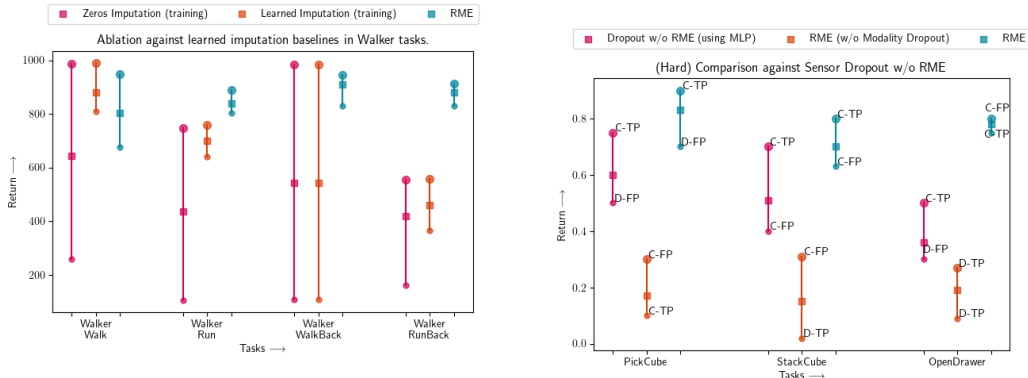 Zeros Imputation (training) Learned Imputation (training) RME
Ablation against learned imputation baselines in Walker tasks.
1000
800
600
400
200
Return ⟶
Walker
Walk
Walker
Run
Walker
WalkBack
Walker
RunBack
Tasks ⟶
Dropout w/o RME (using MLP) RME (w/o Modality Dropout) RME
(Hard) Comparison against Sensor Dropout w/o RME
0.8
0.6
0.4
0.2
0.0
Return ⟶
C-TP
D-FP
C-FP
C-TP
C-TP
D-FP
C-TP
C-FP
C-FP
D-TP
C-TP
C-FP
C-TP
D-FP
D-TP
D-TP
C-FP
C-TP
PickCube
StackCube
OpenDrawer
Tasks ⟶